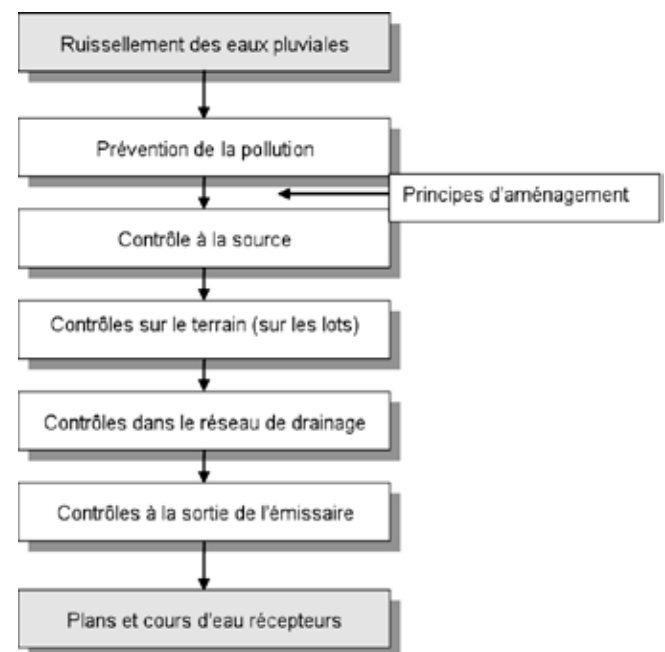 Ruissellement des eaux pluviales
Prévention de la pollution
Principes d'aménagement
Contrôle à la source
Contrôles sur le terrain (sur les lots)
Contrôles dans le réseau de drainage
Contrôles à la sortie de l'émissaire
Plans et cours d'eau récepteurs